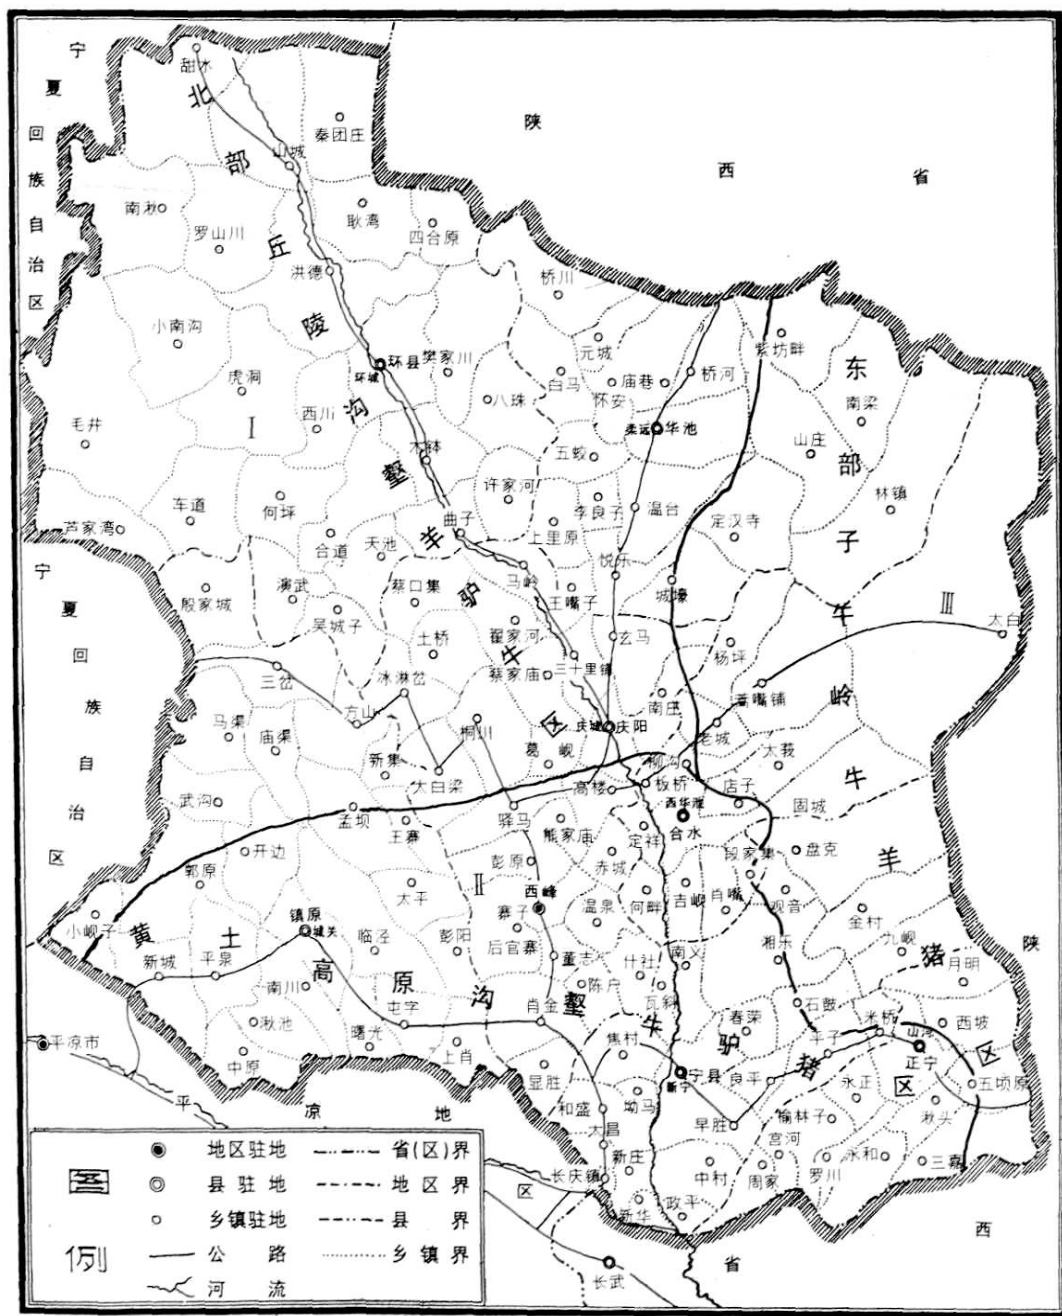 宁夏回族自治区
陕西省
甜水
北部丘陵沟壑羊驴牛区
秦团庄
山城
南湫
罗山川
耿湾
四合原
洪德
桥川
小南沟
元城
紫坊畔
环县
环城
樊家川
虎洞
白马
庙巷
怀安
桥河
东部子午岭牛羊猪区
南梁
毛井
I
西川
八珠
柔远
华池
山庄
五蛟
木钵
许家河
林镇
车道
何坪
李良子
温台
定汉寺
芦家湾
合道
天池
曲子
上里原
悦乐
宁夏回族自治区
马岭
王嘴子
城壕
殷家城
演武
蔡口集
吴城子
III
太白
翟家河
玄马
土桥
杨坪
三岔
冰淋岔
蔡家庙
三十里铺
南庄
蒿嘴铺
方山
马渠
庙渠
桐川
庆城
庆阳
老城
新集
太白梁
葛岘
柳沟
太莪
武沟
高楼
板桥
店子
固城
孟坝
王寨
驿马
西华池
合水
熊家庙
定祥
开边
彭原
赤城
段家集
盘克
郭原
太平
II
西峰
何畔
吉岘
肖嘴
观音
小岘子
镇原
城关
寨子
温泉
金村
黄土高原沟壑牛驴猪区
临泾
彭阳
后官寨
湘乐
九岘
陕
新城
平泉
董志
什社
南义
月明
南川
陈户
瓦斜
石鼓
屯字
肖金
春荣
米桥
山河
西坡
湫池
平凉市
曙光
焦村
平子
正宁
中原
上肖
显胜
宁县
新宁
良平
永正
五顷原
平凉地区
和盛
坳马
榆林子
湫头
太昌
早胜
宫河
新庄
中村
周家
罗川
永和
三嘉
长庆镇
新华
政平
西
省
长武
图例
地区驻地
省(区)界
县驻地
地区界
乡镇驻地
县界
公路
乡镇界
河流